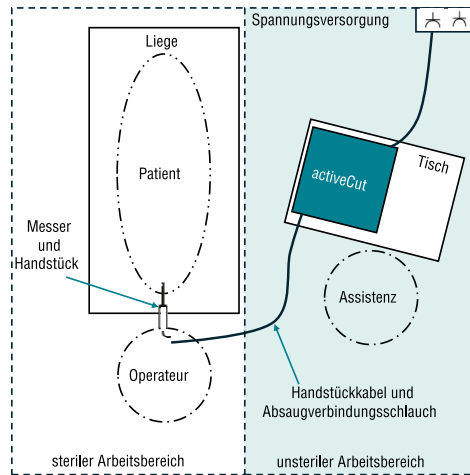 Liege
Spannungsversorgung
Patient
activeCut
Tisch
Messer
und
Handstück
Assistenz
Operateur
Handstückkabel und
Absaugverbindungsschlauch
steriler Arbeitsbereich
unsteriler Arbeitsbereich